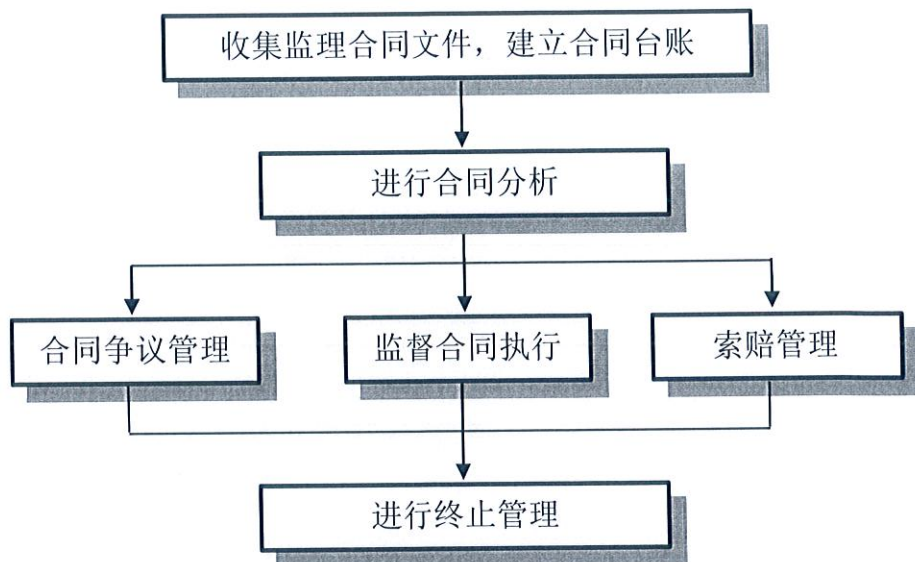 收集监理合同文件，建立合同台账
进行合同分析
合同争议管理
监督合同执行
索赔管理
进行终止管理